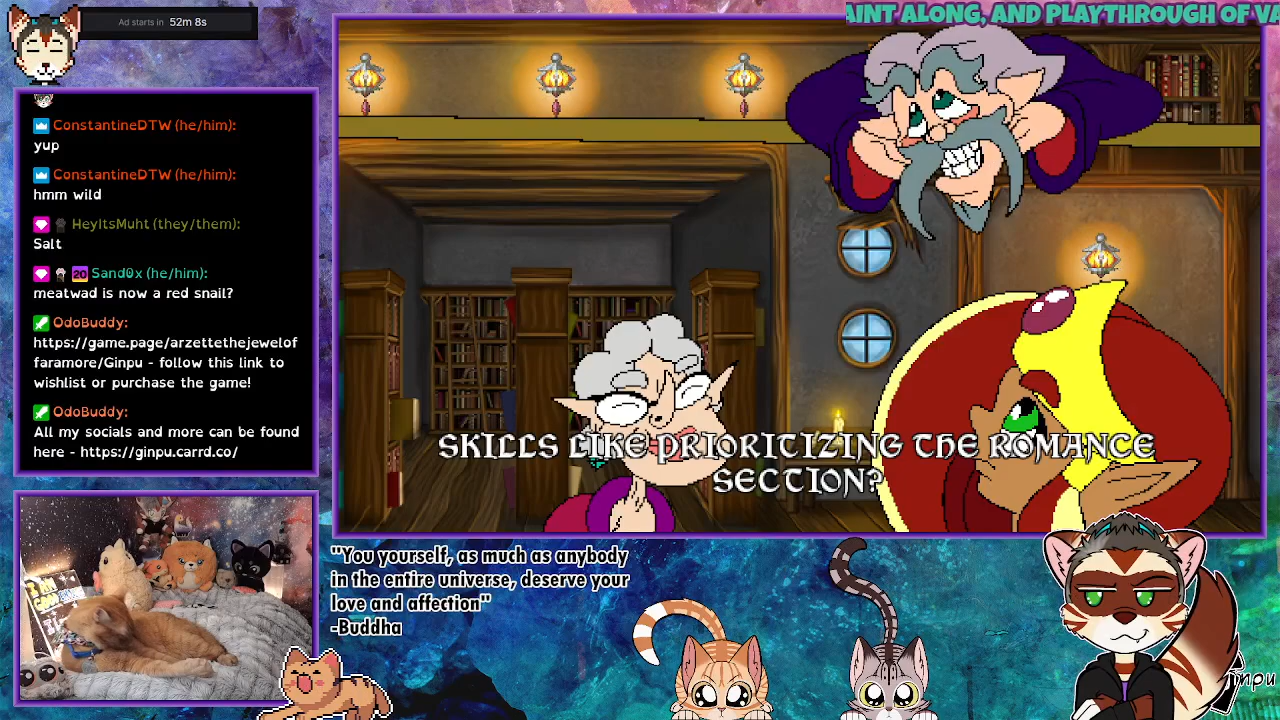 Ad starts in 52m 8s
AINT ALONG, AND PLAYTHROUGH OF VA
ConstantineDTW (he/him):
yup
ConstantineDTW (he/him):
hmm wild
HeyItsMuht (they/them):
Salt
20 Sand0x (he/him):
meatwad is now a red snail?
OdoBuddy:
https://game.page/arzettethejewelof
faramore/Ginpu - follow this link to
wishlist or purchase the game!
OdoBuddy:
All my socials and more can be found
here - https://ginpu.carrd.co/
SKILLS LIKE PRIORITIZING THE ROMANCE
SECTION?
I AM
"You yourself, as much as anybody
in the entire universe, deserve your
love and affection"
-Buddha